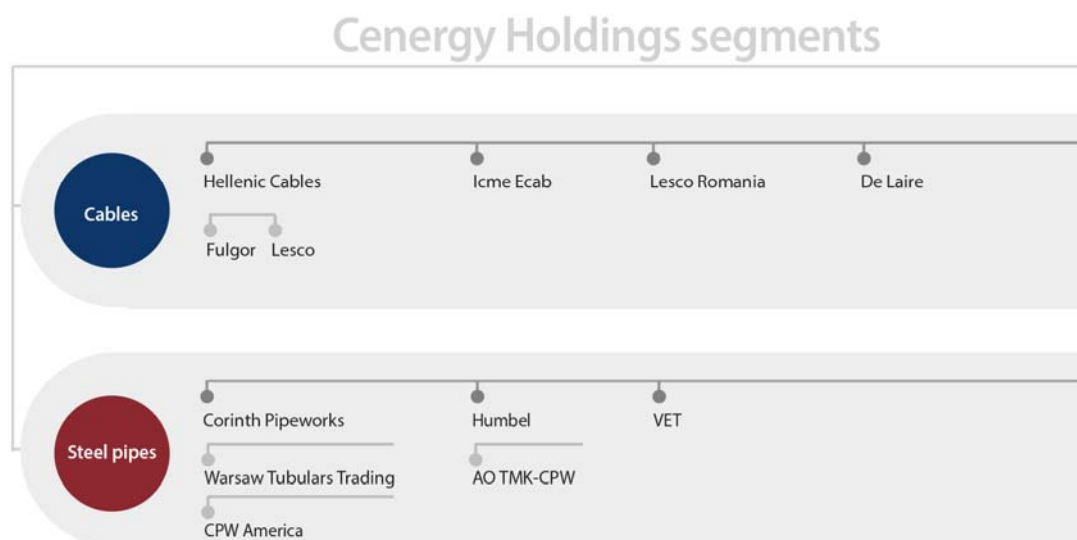 Cenergy Holdings segments
Cables
Hellenic Cables
Icme Ecab
Lesco Romania
De Laire
Fulgor
Lesco
Steel pipes
Corinth Pipeworks
Humbel
VET
Warsaw Tubulars Trading
AO TMK-CPW
CPW America